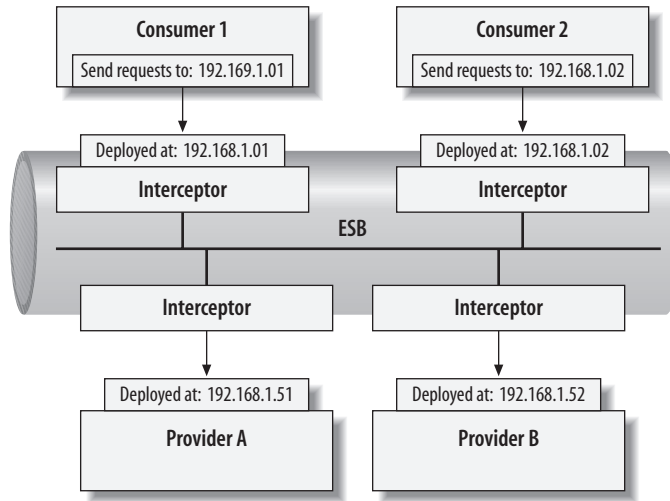 Consumer 1
Send requests to: 192.169.1.01
Consumer 2
Send requests to: 192.168.1.02
Deployed at: 192.168.1.01
Interceptor
Deployed at: 192.168.1.02
Interceptor
ESB
Interceptor
Interceptor
Deployed at: 192.168.1.51
Provider A
Deployed at: 192.168.1.52
Provider B